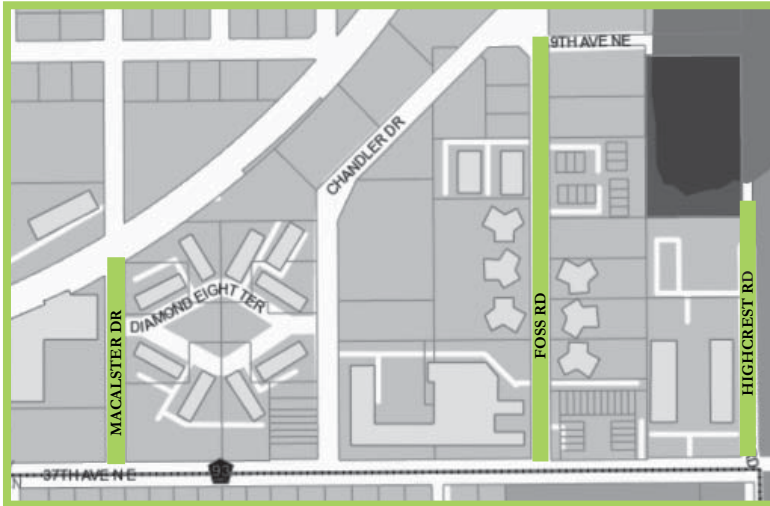 9TH AVE NE
CHANDLER DR
DIAMOND EIGHT TER
MACALSTER DR
FOSS RD
HIGHCREST RD
93
37TH AVE N E
N
D